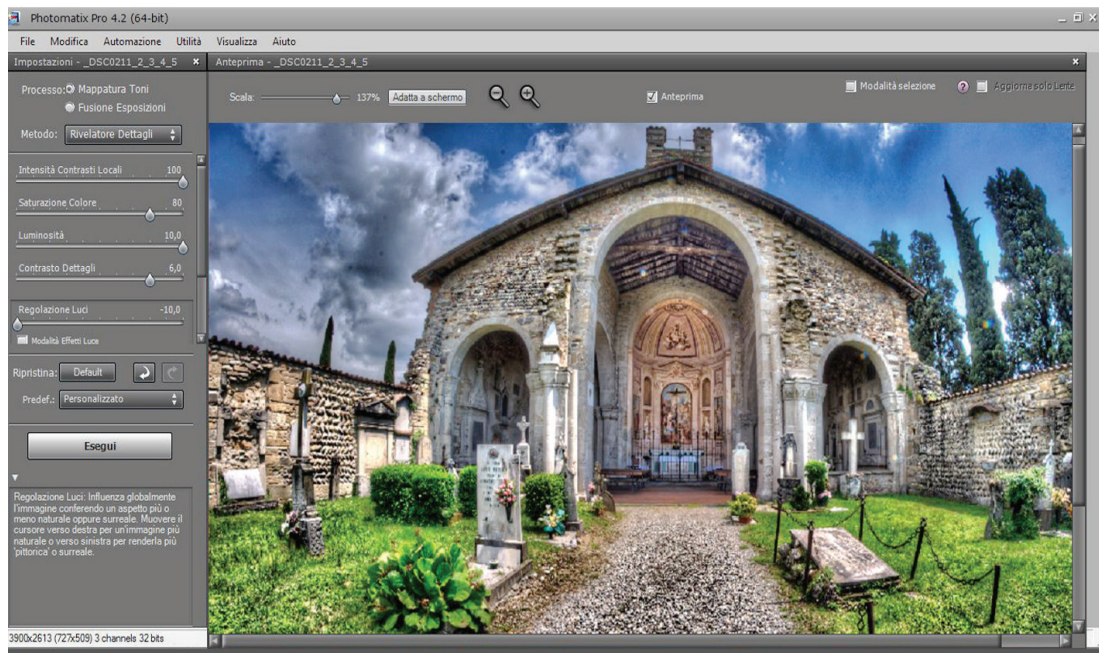 Photomatix Pro 4.2 (64-bit)
File Modifica Automazione Utilità Visualizza Aiuto
Impostazioni - _DSC0211_2_3_4_5
Anteprima - _DSC0211_2_3_4_5
Processo: Mappatura Toni
Fusione Esposizioni
Metodo: Rivelatore Dettagli
Scala: 137% Adatta a schermo
Anteprima
Modalità selezione ? Aggiorna solo Lente
Intensità Contrasti Locali 100
Saturazione Colore 80
Luminosità 10,0
Contrasto Dettagli 6,0
Regolazione Luci -10,0
Modalità Effetti Luce
Ripristina: Default
Predef.: Personalizzato
Esegui
Regolazione Luci: Influenza globalmente
l'immagine conferendo un aspetto più o
meno naturale oppure surreale. Muovere il
cursore verso destra per un'immagine più
naturale o verso sinistra per renderla più
'pittorica' o surreale.
3900x2613 (727x509) 3 channels 32 bits